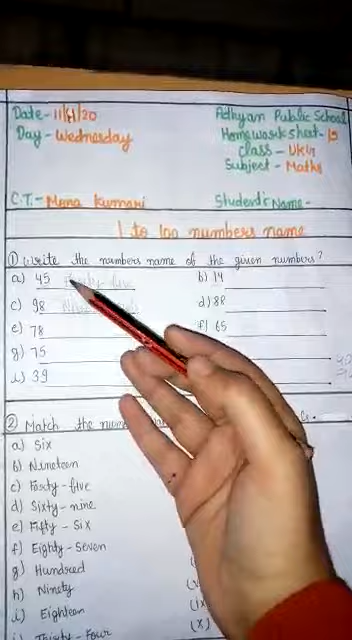 Date- 11/11/20
Day- Wednesday
Adhyan Public School
Homework sheet-
Class- UKG
Subject- Maths
C.T.- Mona Kumari
Student's Name-
1 to 100 numbers name
① Write the numbers name of the given numbers?
a) 45
b) 14
c) 98
d) 88
e) 78
f) 65
g) 75
i) 39
② Match the num
a) Six
b) Nineteen
c) Forty-five
d) Sixty-nine
e) Fifty-Six
f) Eighty-Seven
g) Hundred
h) Ninety
i) Eighteen
(x)
j) Thirty-Four